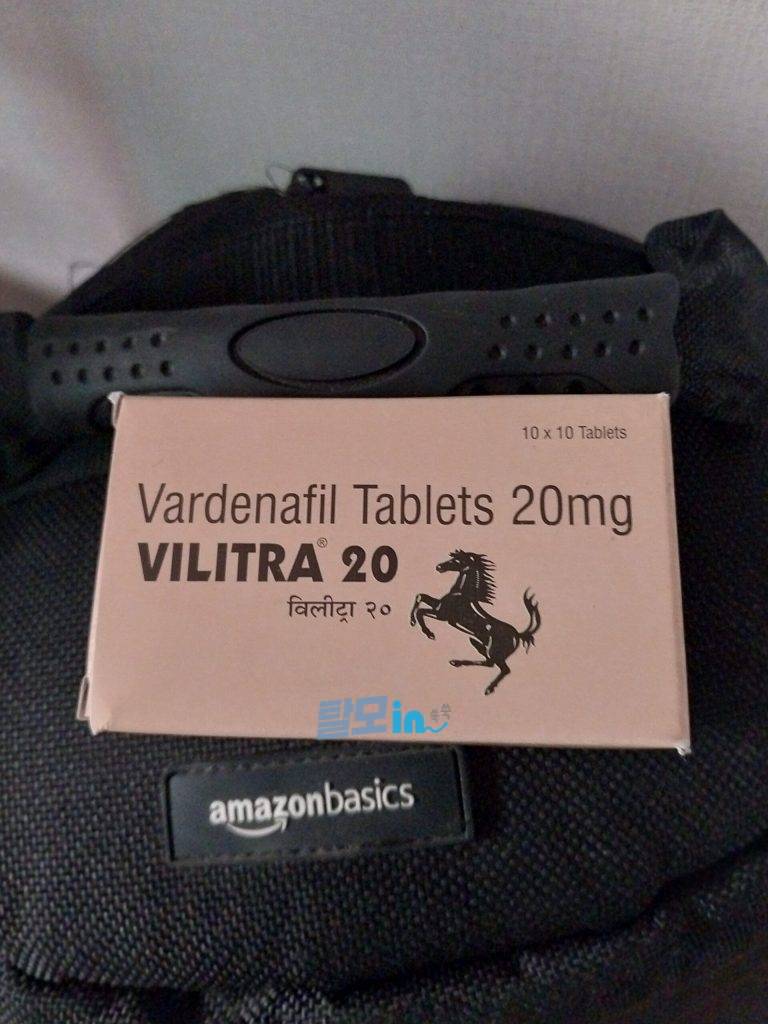 10 x 10 Tablets
Vardenafil Tablets 20mg
VILITRA® 20
विलीट्रा २०
탈모in
amazonbasics